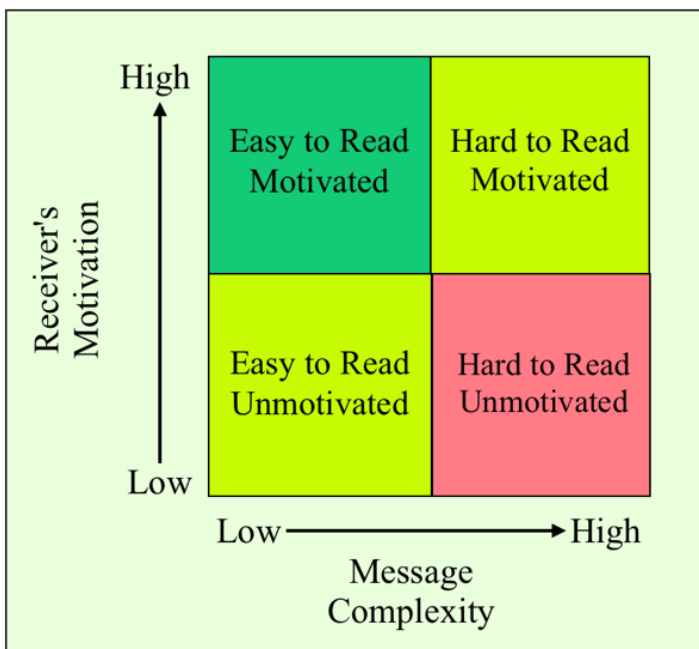 High
Easy to Read
Motivated
Hard to Read
Motivated
Receiver's
Motivation
Easy to Read
Unmotivated
Hard to Read
Unmotivated
Low
Low
High
Message
Complexity